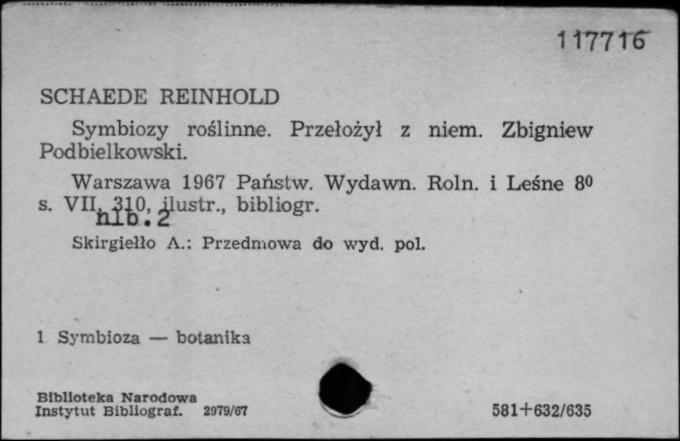 117716
SCHAEDE REINHOLD
Symbiozy roślinne. Przełożył z niem. Zbigniew
Podbielkowski.
Warszawa 1967 Państw. Wydawn. Roln. i Leśne 8⁰
s. VII, 310, ilustr., bibliogr.
nlb.2
Skirgiełło A.: Przedmowa do wyd. pol.
1 Symbioza — botanika
Biblioteka Narodowa
Instytut Bibliograf. 2979/67
581+632/635